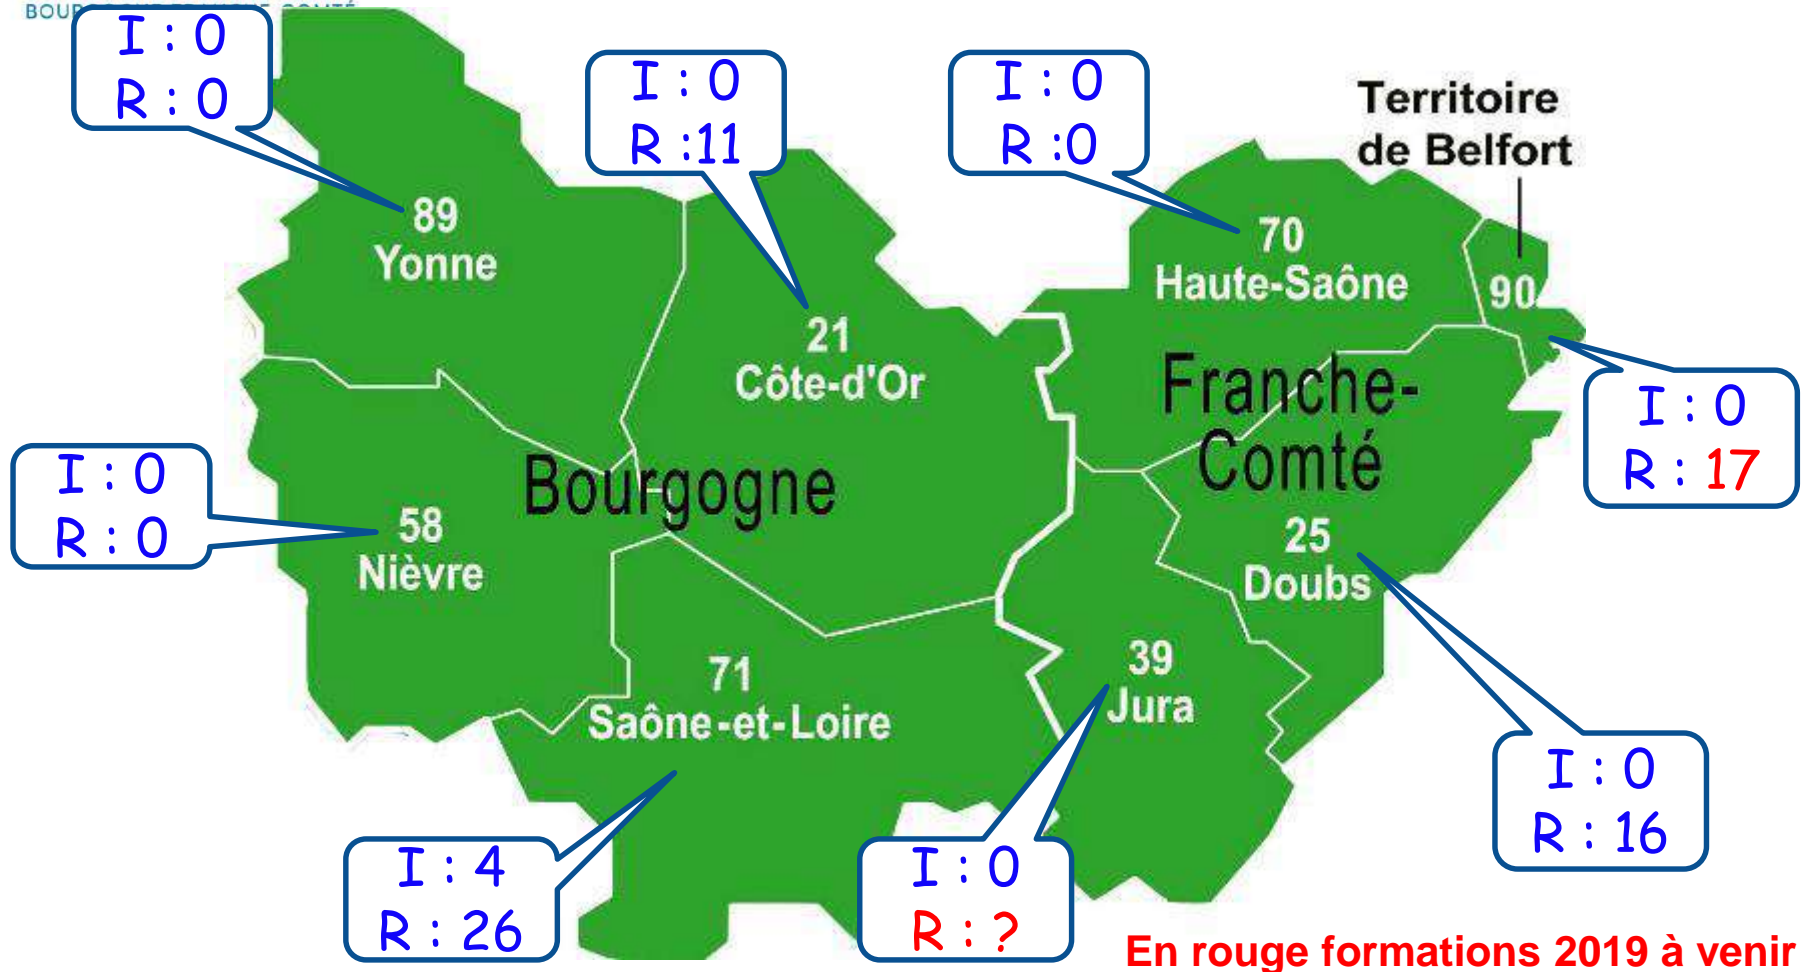 I : 0
R : 0
I : 0
R :11
I : 0
R :0
Territoire
de Belfort
89
Yonne
70
Haute-Saône
90
21
Côte-d'Or
Franche-
Comté
I : 0
R : 17
Bourgogne
I : 0
R : 0
58
Nièvre
25
Doubs
71
Saône-et-Loire
39
Jura
I : 0
R : 16
I : 4
R : 26
I : 0
R : ?
En rouge formations 2019 à venir